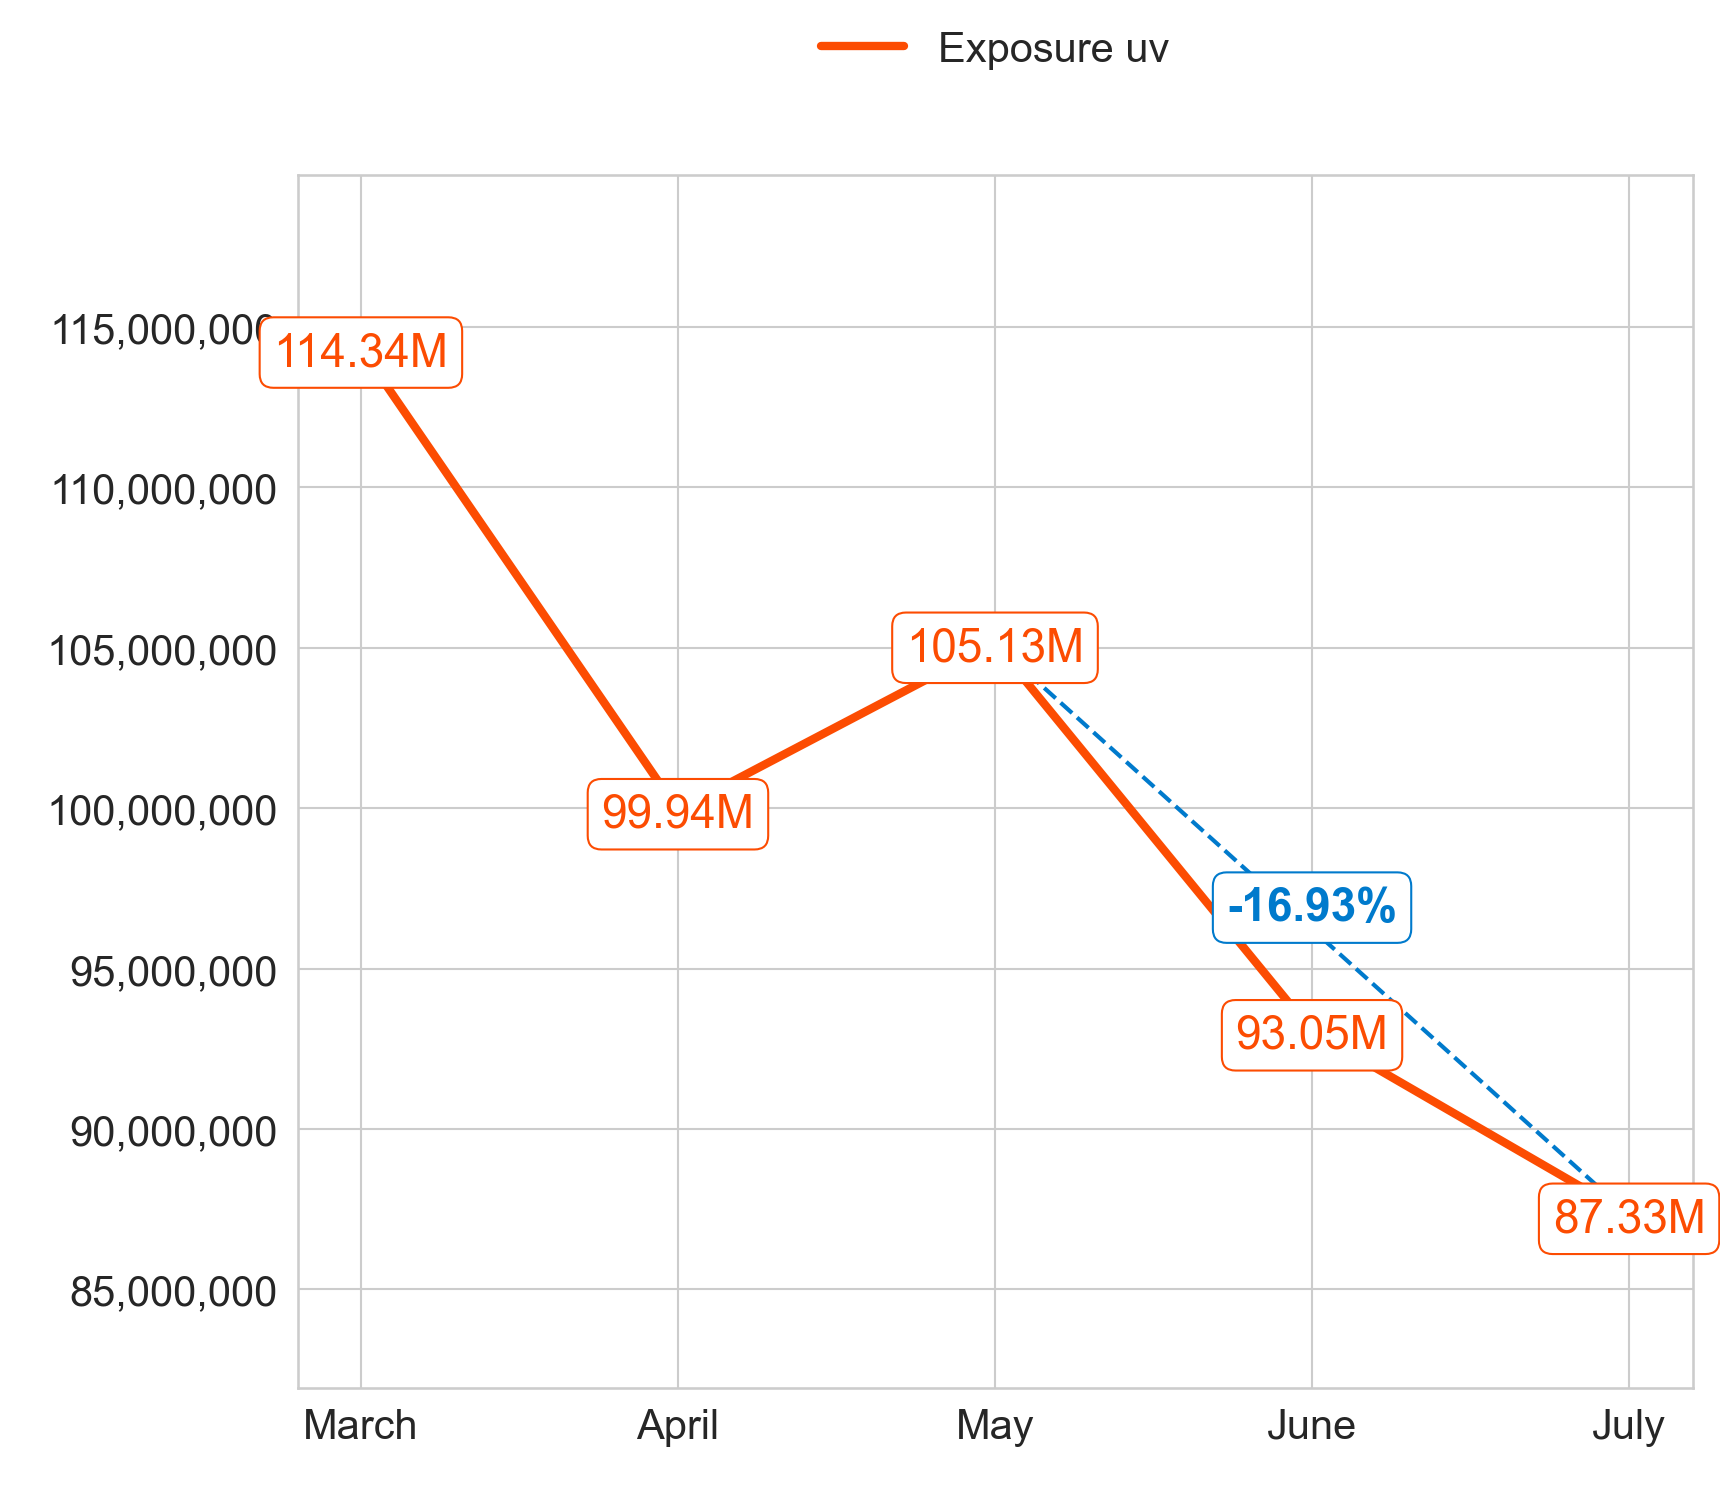 Exposure uv
115,000,000
114.34M
110,000,000
105,000,000
105.13M
100,000,000
99.94M
-16.93%
95,000,000
93.05M
90,000,000
87.33M
85,000,000
March April May June July